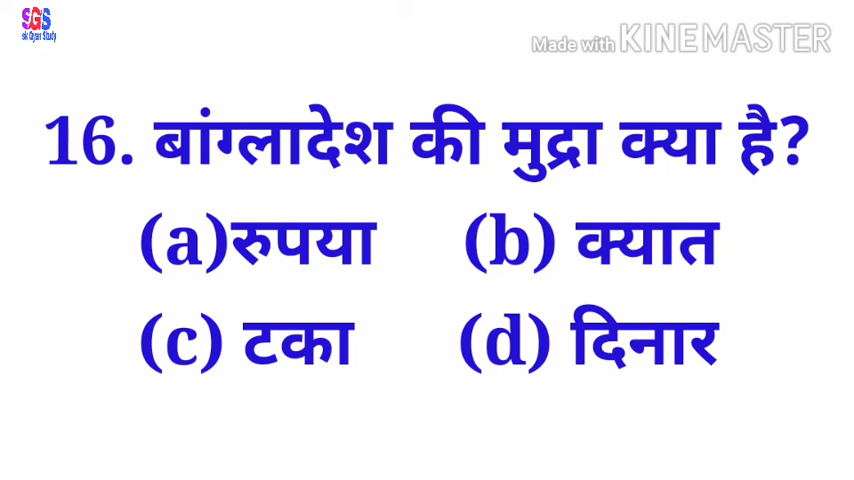 SGS
sk Gyan Study
Made with KINEMASTER
16. बांग्लादेश की मुद्रा क्या है?
(a)रुपया (b) क्यात
(c) टका (d) दिनार